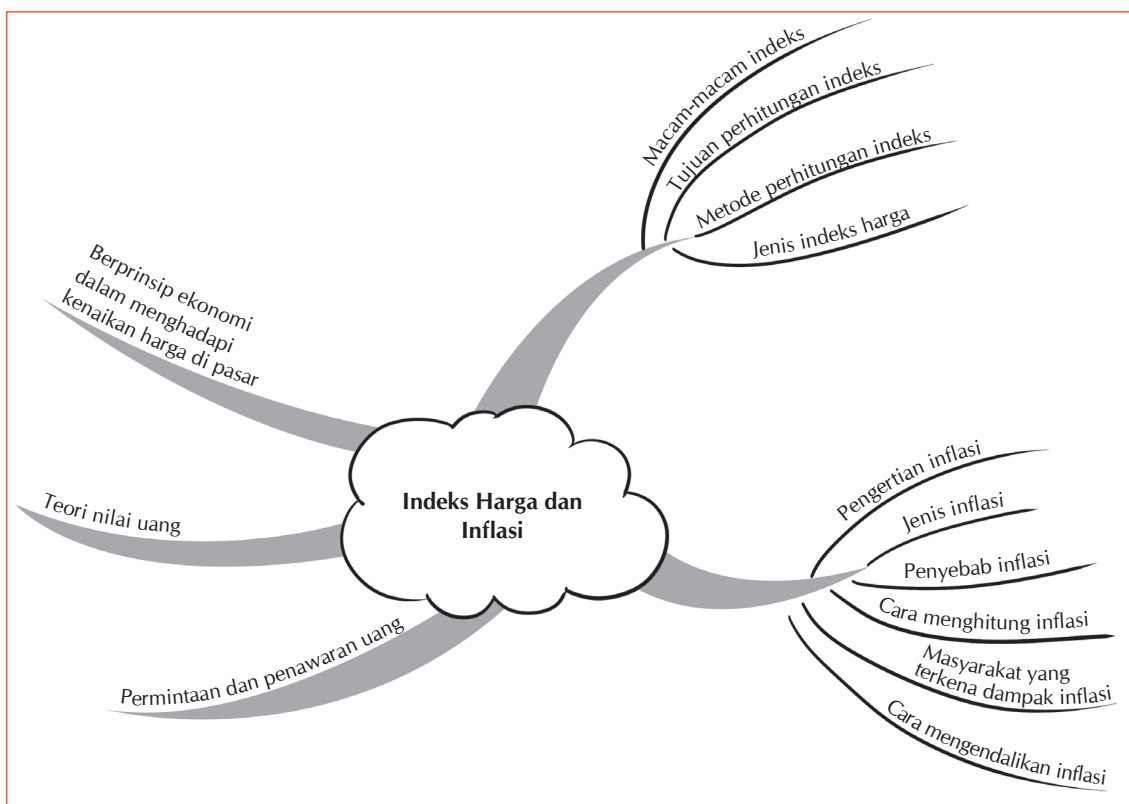 Macam-macam indeks
Tujuan perhitungan indeks
Metode perhitungan indeks
Jenis indeks harga
Berprinsip ekonomi
dalam menghadapi
kenaikan harga di pasar
Indeks Harga dan
Inflasi
Teori nilai uang
Permintaan dan penawaran uang
Pengertian inflasi
Jenis inflasi
Penyebab inflasi
Cara menghitung inflasi
Masyarakat yang
terkena dampak inflasi
Cara mengendalikan inflasi